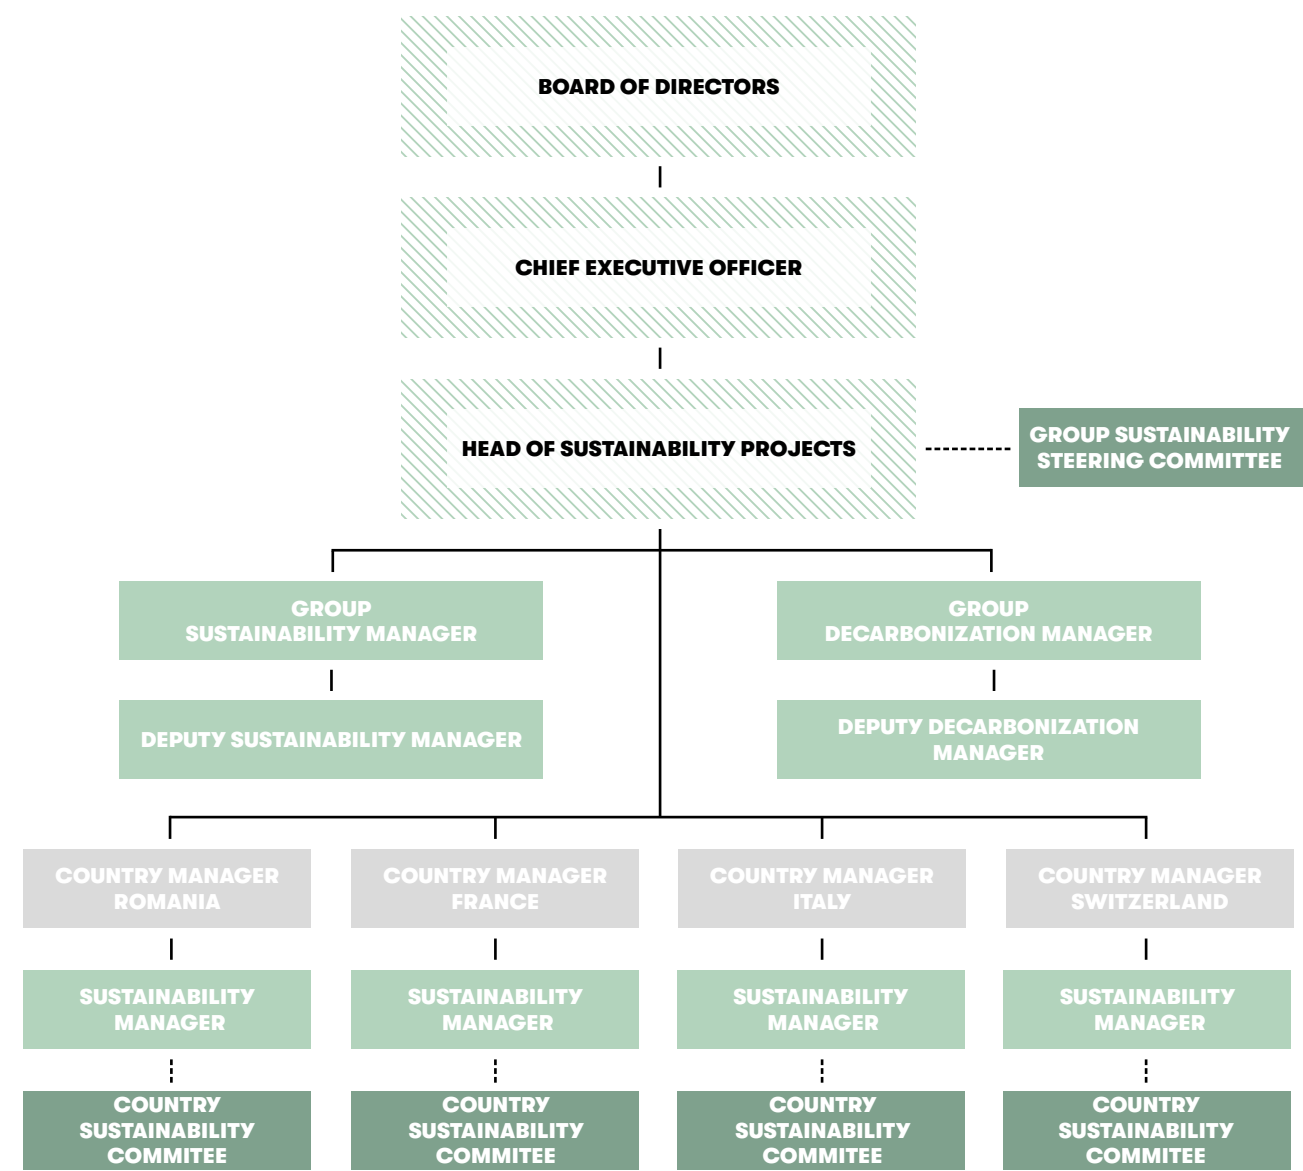 BOARD OF DIRECTORS
CHIEF EXECUTIVE OFFICER
HEAD OF SUSTAINABILITY PROJECTS
GROUP SUSTAINABILITY
STEERING COMMITTEE
GROUP
SUSTAINABILITY MANAGER
GROUP
DECARBONIZATION MANAGER
DEPUTY SUSTAINABILITY MANAGER
DEPUTY DECARBONIZATION
MANAGER
COUNTRY MANAGER
ROMANIA
COUNTRY MANAGER
FRANCE
COUNTRY MANAGER
ITALY
COUNTRY MANAGER
SWITZERLAND
SUSTAINABILITY
MANAGER
SUSTAINABILITY
MANAGER
SUSTAINABILITY
MANAGER
SUSTAINABILITY
MANAGER
COUNTRY
SUSTAINABILITY
COMMITEE
COUNTRY
SUSTAINABILITY
COMMITEE
COUNTRY
SUSTAINABILITY
COMMITEE
COUNTRY
SUSTAINABILITY
COMMITEE